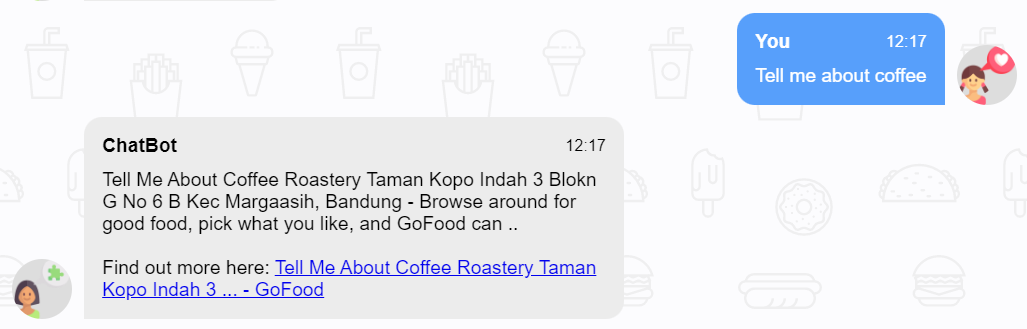 You 12:17
Tell me about coffee
ChatBot 12:17
Tell Me About Coffee Roastery Taman Kopo Indah 3 Blokn
G No 6 B Kec Margaasih, Bandung - Browse around for
good food, pick what you like, and GoFood can ..
Find out more here: Tell Me About Coffee Roastery Taman
Kopo Indah 3 ... - GoFood